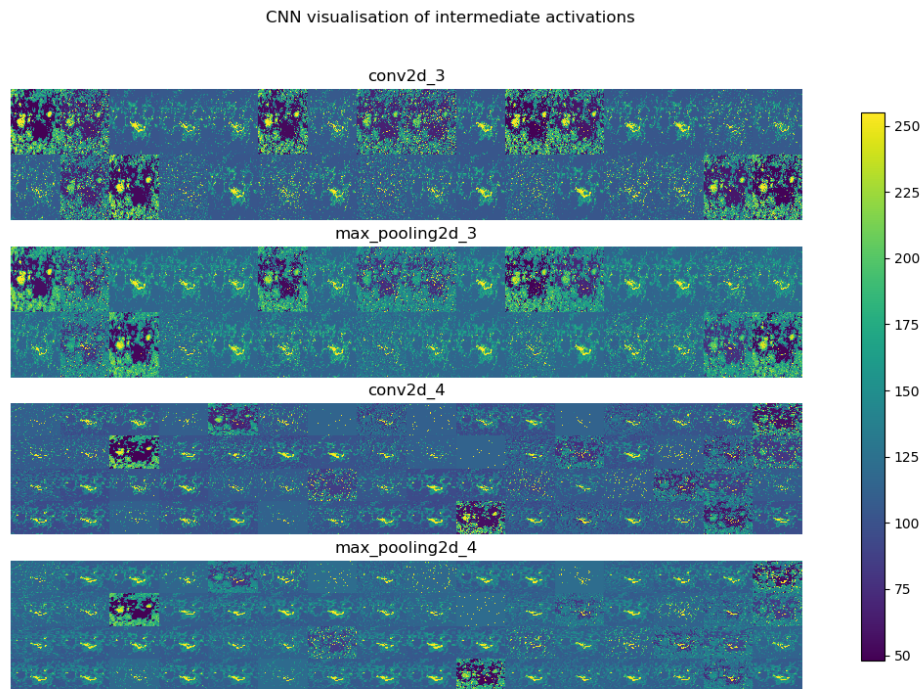 CNN visualisation of intermediate activations
conv2d_3
max_pooling2d_3
conv2d_4
max_pooling2d_4
250
225
200
175
150
125
100
75
50